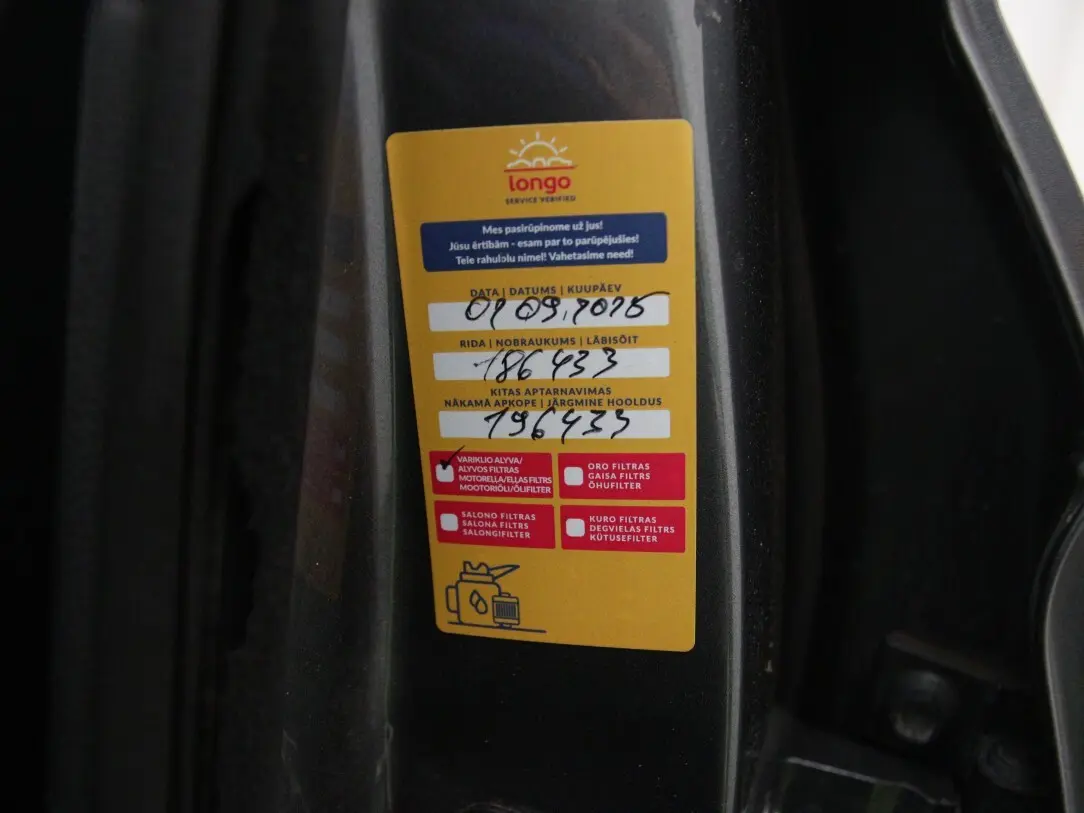 longo
SERVICE VERIFIED
Mes pasirūpinome už jus!
Jūsu ērtībām - esam par to parūpējušies!
Teie rahulolu nimel! Vahetasime need!
DATA | DATUMS | KUUPÄEV
09.2025
RIDA | NOBRAUKUMS | LÄBISÕIT
186433
KITAS APTARNAVIMAS
NĀKAMĀ APKOPE | JÄRGMINE HOOLDUS
196433
VARIKLIO ALYVA/
ALYVOS FILTRAS
MOTOREĻĻA/EĻĻAS FILTRS
MOOTORIÕLI/ÕLIFILTER
ORO FILTRAS
GAISA FILTRS
ÕHUFILTER
SALONO FILTRAS
SALONA FILTRS
SALONGIFILTER
KURO FILTRAS
DEGVIELAS FILTRS
KÜTUSEFILTER